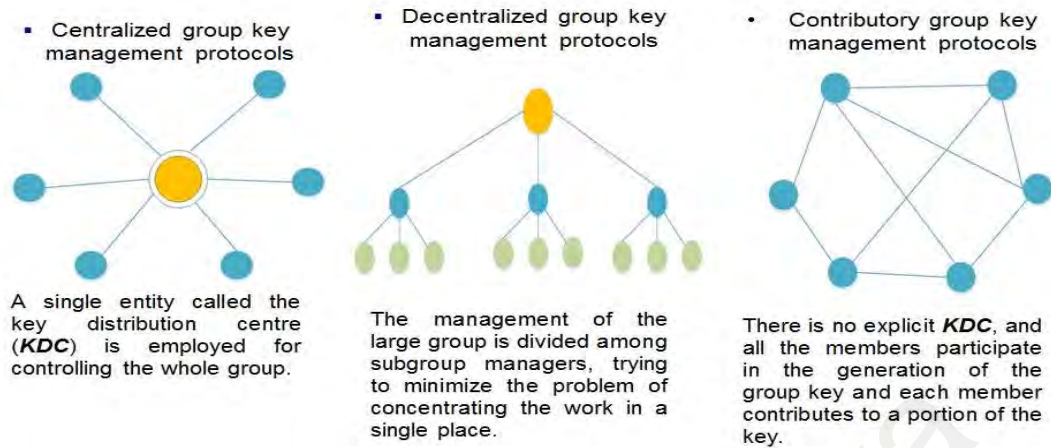 ▪ Centralized group key
management protocols
A single entity called the
key distribution centre
(KDC) is employed for
controlling the whole group.
▪ Decentralized group key
management protocols
The management of the
large group is divided among
subgroup managers, trying
to minimize the problem of
concentrating the work in a
single place.
• Contributory group key
management protocols
There is no explicit KDC, and
all the members participate
in the generation of the
group key and each member
contributes to a portion of the
key.